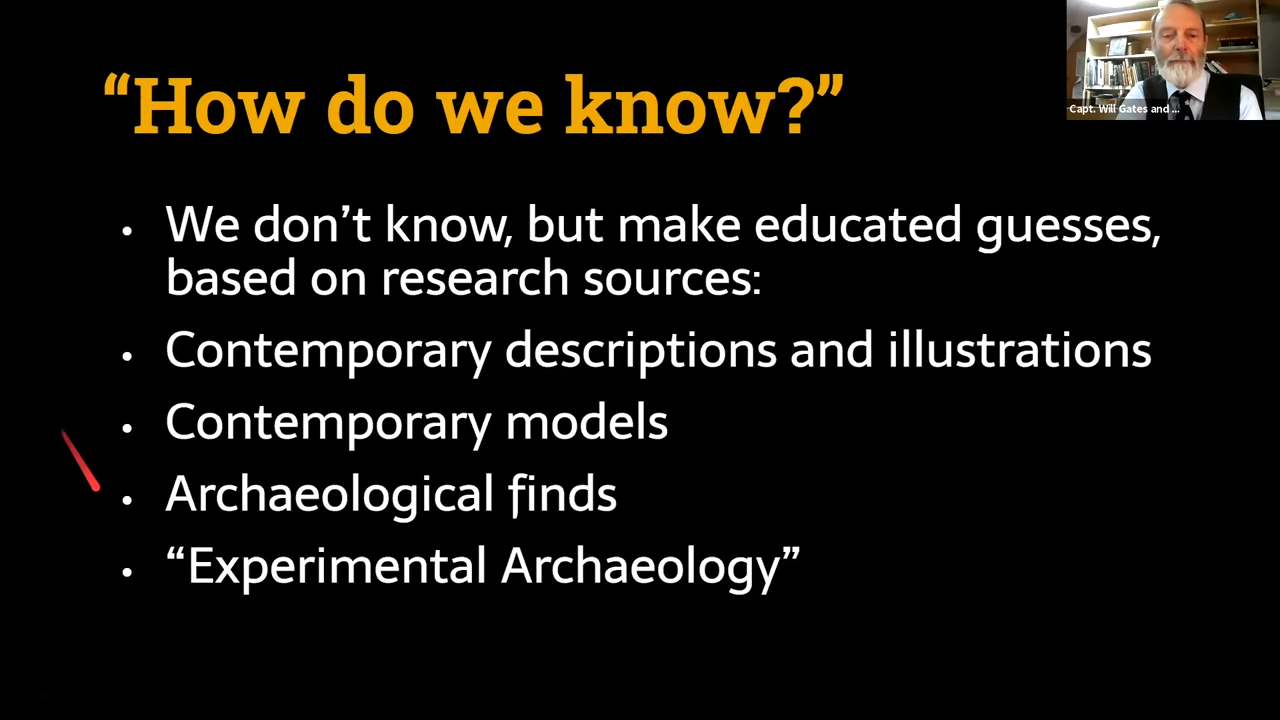 “How do we know?”
Capt. Will Gates and ...
• We don’t know, but make educated guesses,
based on research sources:
• Contemporary descriptions and illustrations
• Contemporary models
• Archaeological finds
• “Experimental Archaeology”